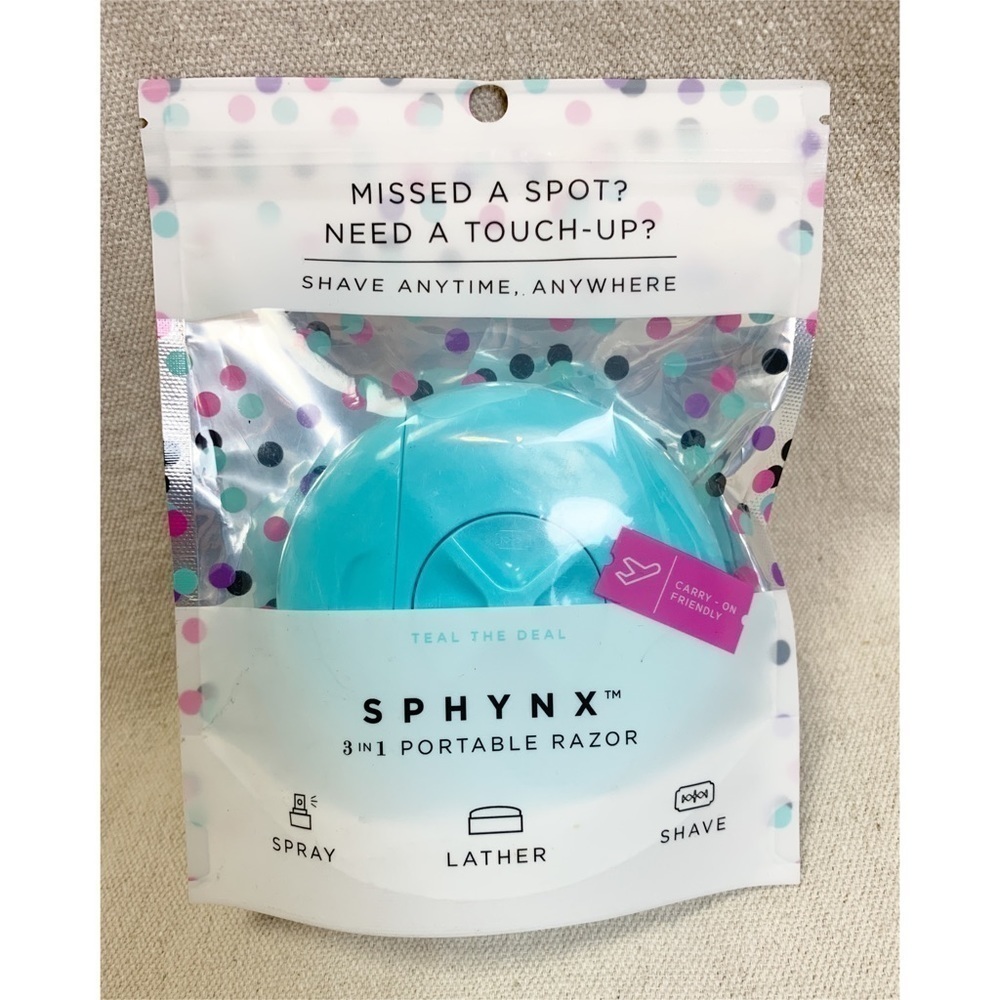 MISSED A SPOT?
NEED A TOUCH-UP?
SHAVE ANYTIME, ANYWHERE
CARRY - ON
FRIENDLY
TEAL THE DEAL
SPHYNX™
3 IN 1 PORTABLE RAZOR
SPRAY
LATHER
SHAVE